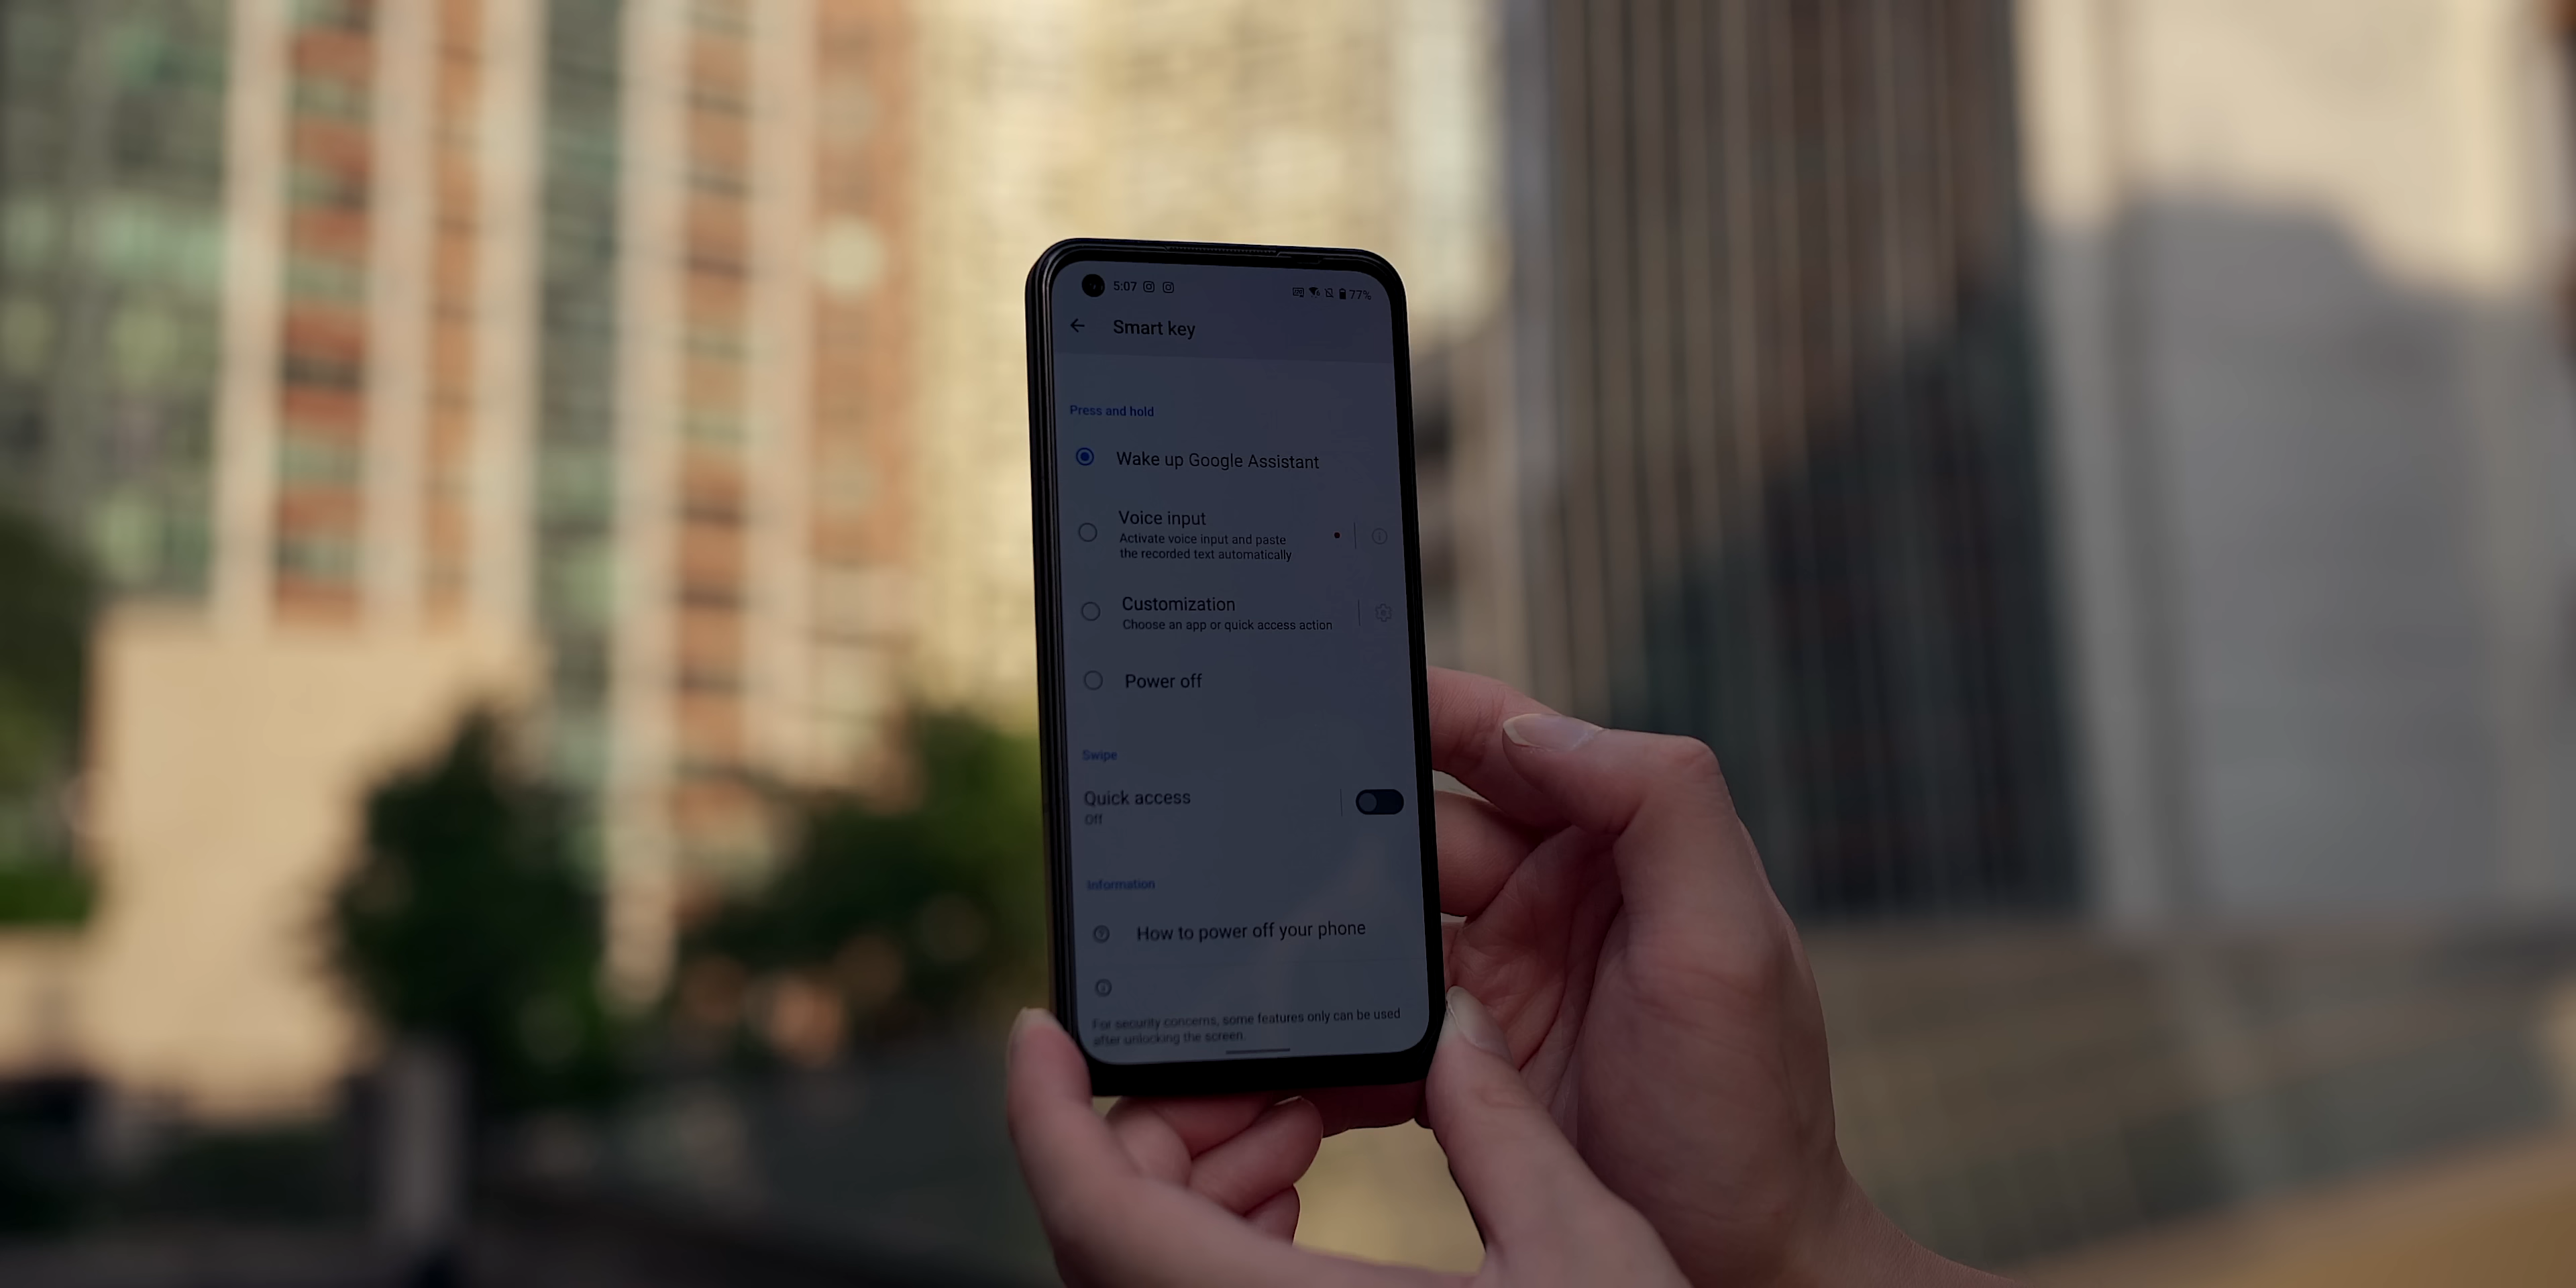 5:07 77%
Smart key
Press and hold
Wake up Google Assistant
Voice input
Activate voice input and paste
the recorded text automatically
Customization
Choose an app or quick access action
Power off
Swipe
Quick access
Off
Information
How to power off your phone
For security concerns, some features only can be used
after unlocking the screen.